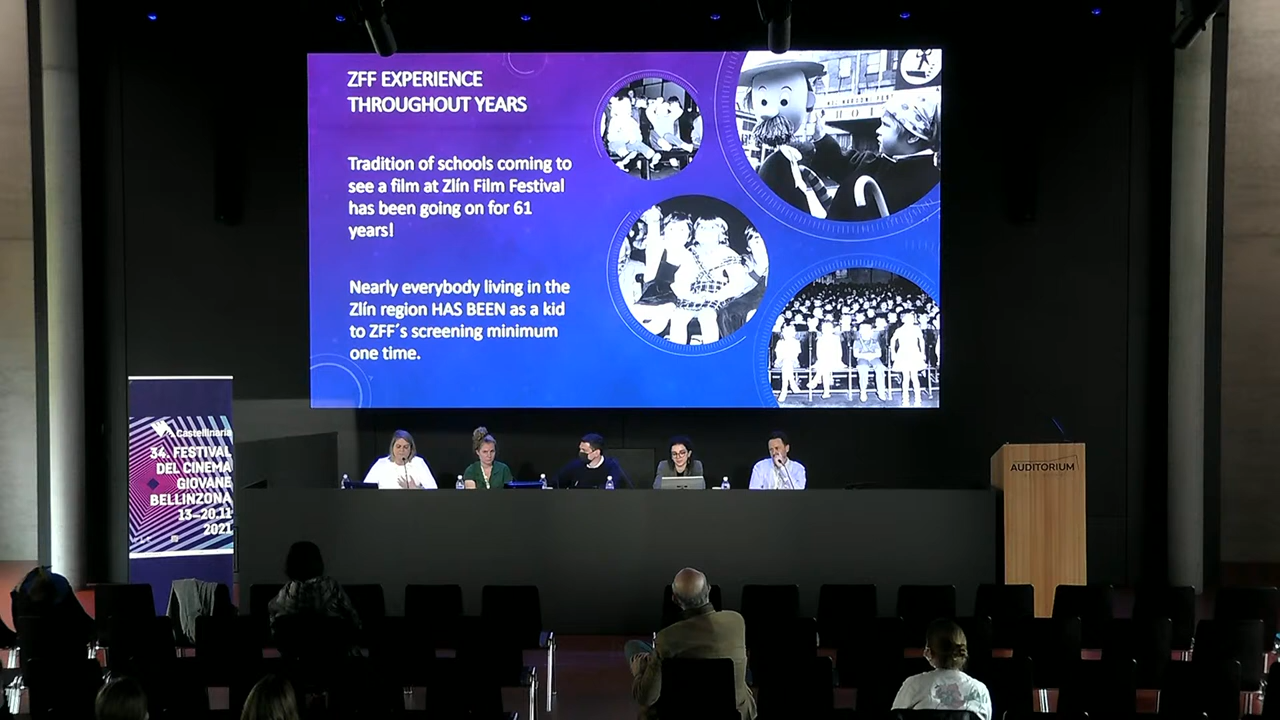 ZFF EXPERIENCE
THROUGHOUT YEARS
Tradition of schools coming to
see a film at Zlín Film Festival
has been going on for 61
years!
Nearly everybody living in the
Zlín region HAS BEEN as a kid
to ZFF´s screening minimum
one time.
Castellinaria
34. FESTIVAL
DEL CINEMA
GIOVANE
BELLINZONA
13–20.11
2021
AUDITORIUM